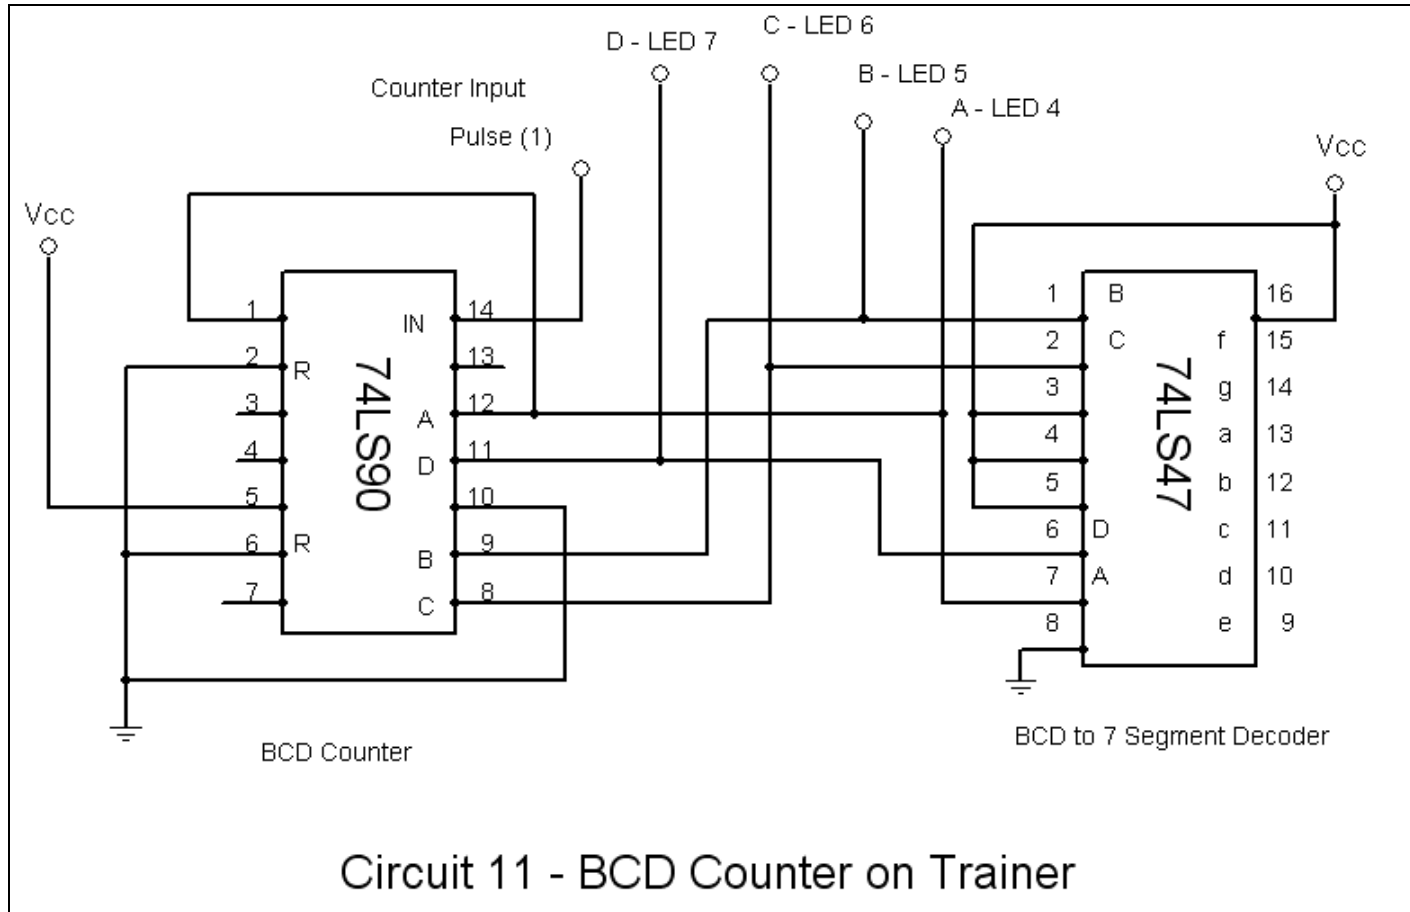 C - LED 6
D - LED 7
B - LED 5
Counter Input
A - LED 4
Pulse (1)
Vcc
Vcc
1
14
IN
2
R
13
3
12
A
4
11
D
5
10
6
R
9
B
7
8
C
74LS90
1
B
16
2
C
f
15
3
g
14
4
a
13
5
b
12
6
D
c
11
7
A
d
10
8
e
9
74LS47
BCD Counter
BCD to 7 Segment Decoder
Circuit 11 - BCD Counter on Trainer